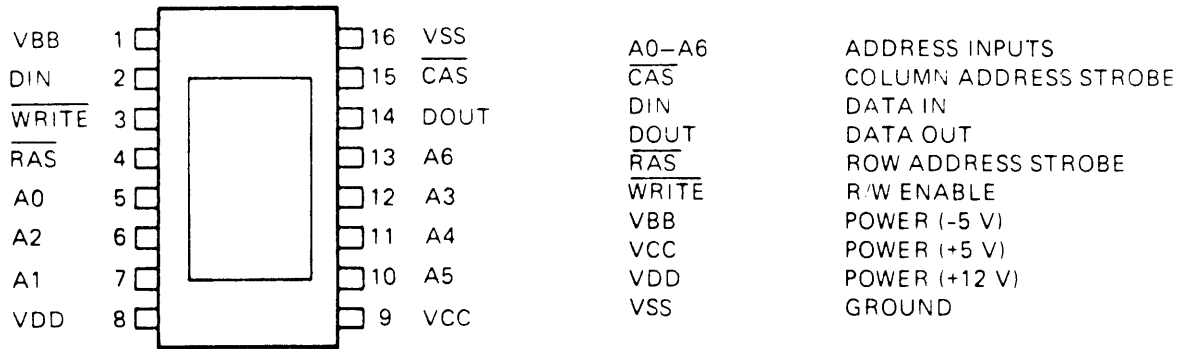 VBB 1 16 VSS
DIN 2 15 CAS
WRITE 3 14 DOUT
RAS 4 13 A6
A0 5 12 A3
A2 6 11 A4
A1 7 10 A5
VDD 8 9 VCC
A0–A6 ADDRESS INPUTS
CAS COLUMN ADDRESS STROBE
DIN DATA IN
DOUT DATA OUT
RAS ROW ADDRESS STROBE
WRITE R/W ENABLE
VBB POWER (-5 V)
VCC POWER (+5 V)
VDD POWER (+12 V)
VSS GROUND